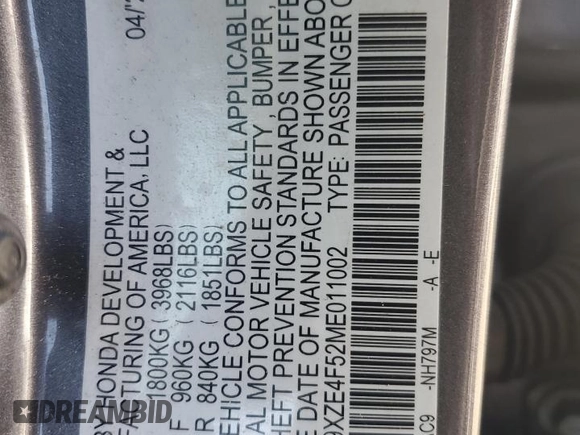 BY HONDA DEVELOPMENT & 04/'
FACTURING OF AMERICA, LLC
1800KG (3968LBS)
F 960KG ( 2116LBS)
R 840KG ( 1851LBS)
EHICLE CONFORMS TO ALL APPLICABLE
AL MOTOR VEHICLE SAFETY, BUMPER,
HEFT PREVENTION STANDARDS IN EFFE
E DATE OF MANUFACTURE SHOWN ABO
9XZE4F52ME011002 TYPE: PASSENGER C
C9 -NH797M -A -E
RideSafely